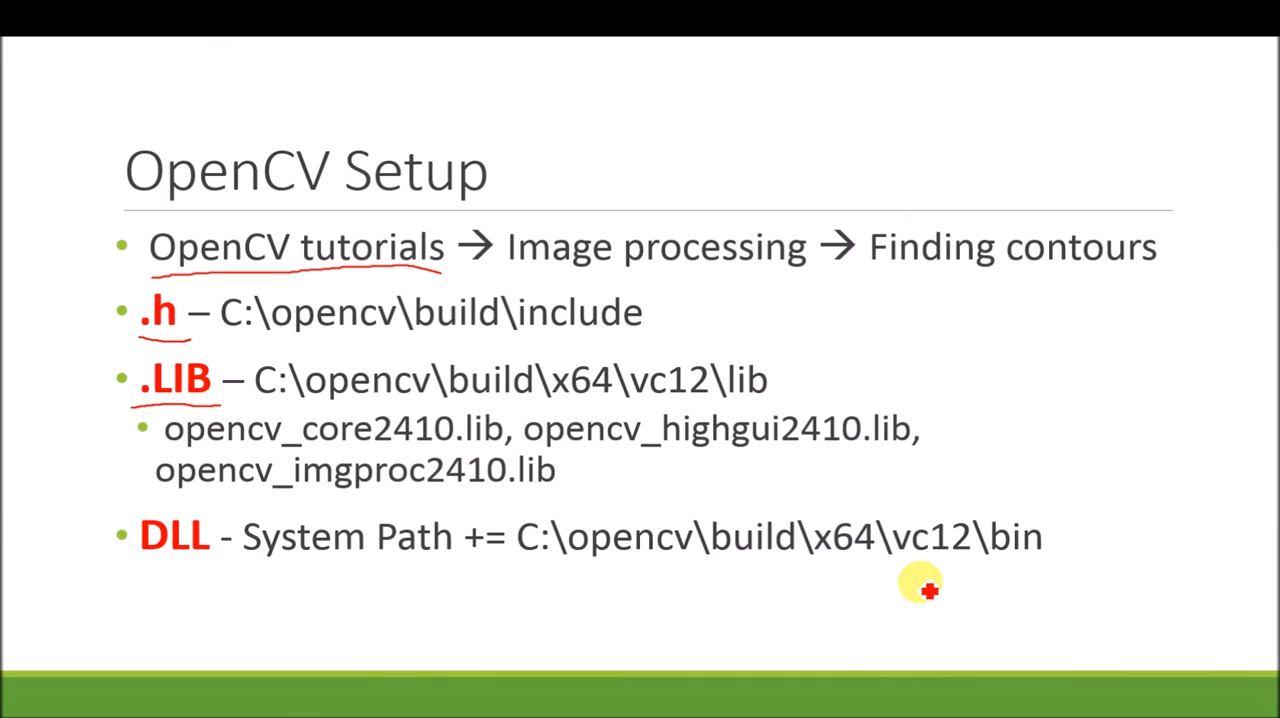 OpenCV Setup
• OpenCV tutorials → Image processing → Finding contours
• .h – C:\opencv\build\include
• .LIB – C:\opencv\build\x64\vc12\lib
• opencv_core2410.lib, opencv_highgui2410.lib,
opencv_imgproc2410.lib
• DLL - System Path += C:\opencv\build\x64\vc12\bin